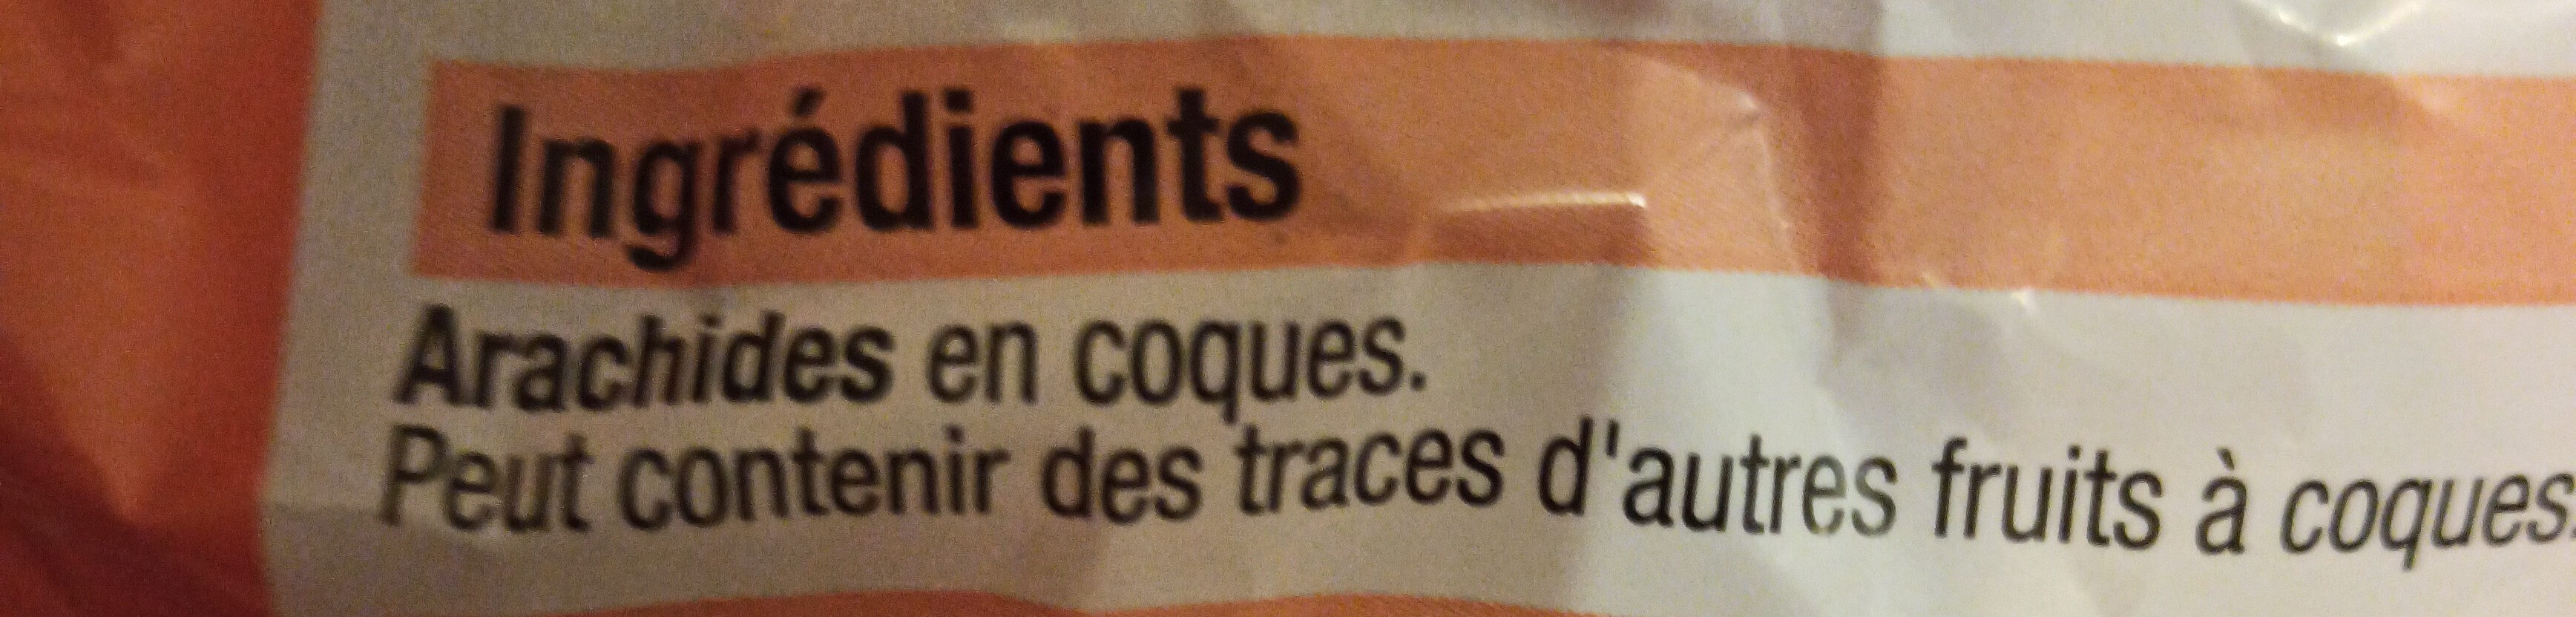 Ingrédients
Arachides en coques.
Peut contenir des traces d'autres fruits à coques.